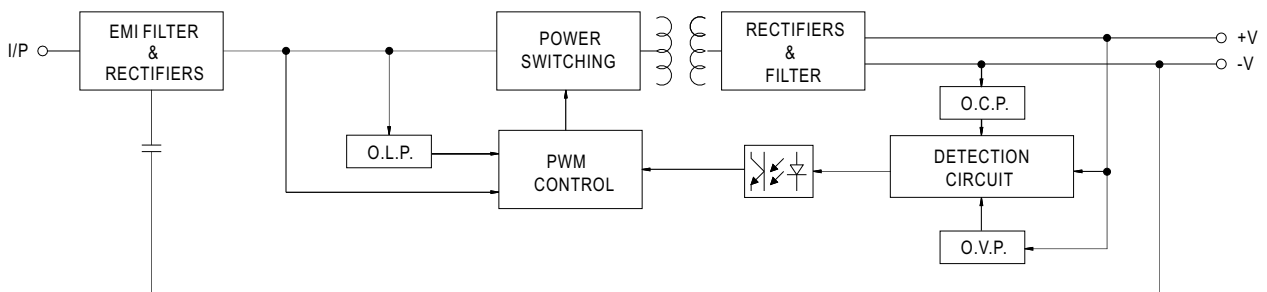 I/P
EMI FILTER
&
RECTIFIERS
POWER
SWITCHING
RECTIFIERS
&
FILTER
+V
-V
O.C.P.
O.L.P.
PWM
CONTROL
DETECTION
CIRCUIT
O.V.P.